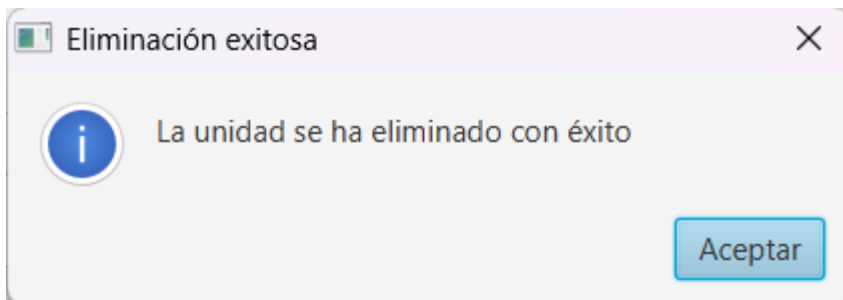 Eliminación exitosa
La unidad se ha eliminado con éxito
Aceptar